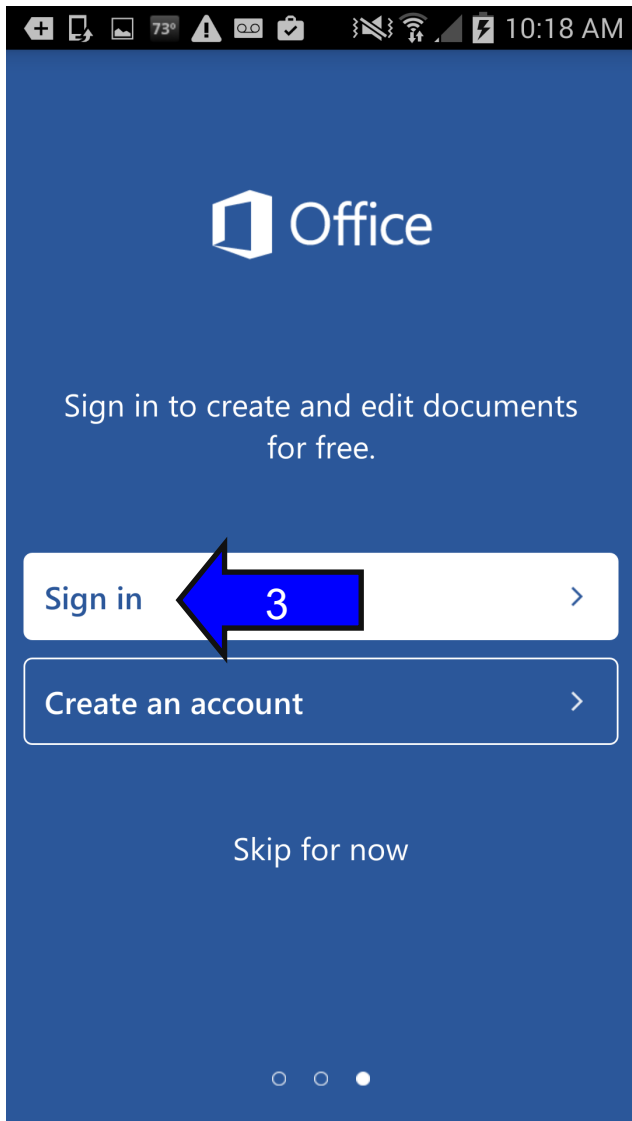 73° 10:18 AM
Office
Sign in to create and edit documents
for free.
Sign in 3
Create an account
Skip for now